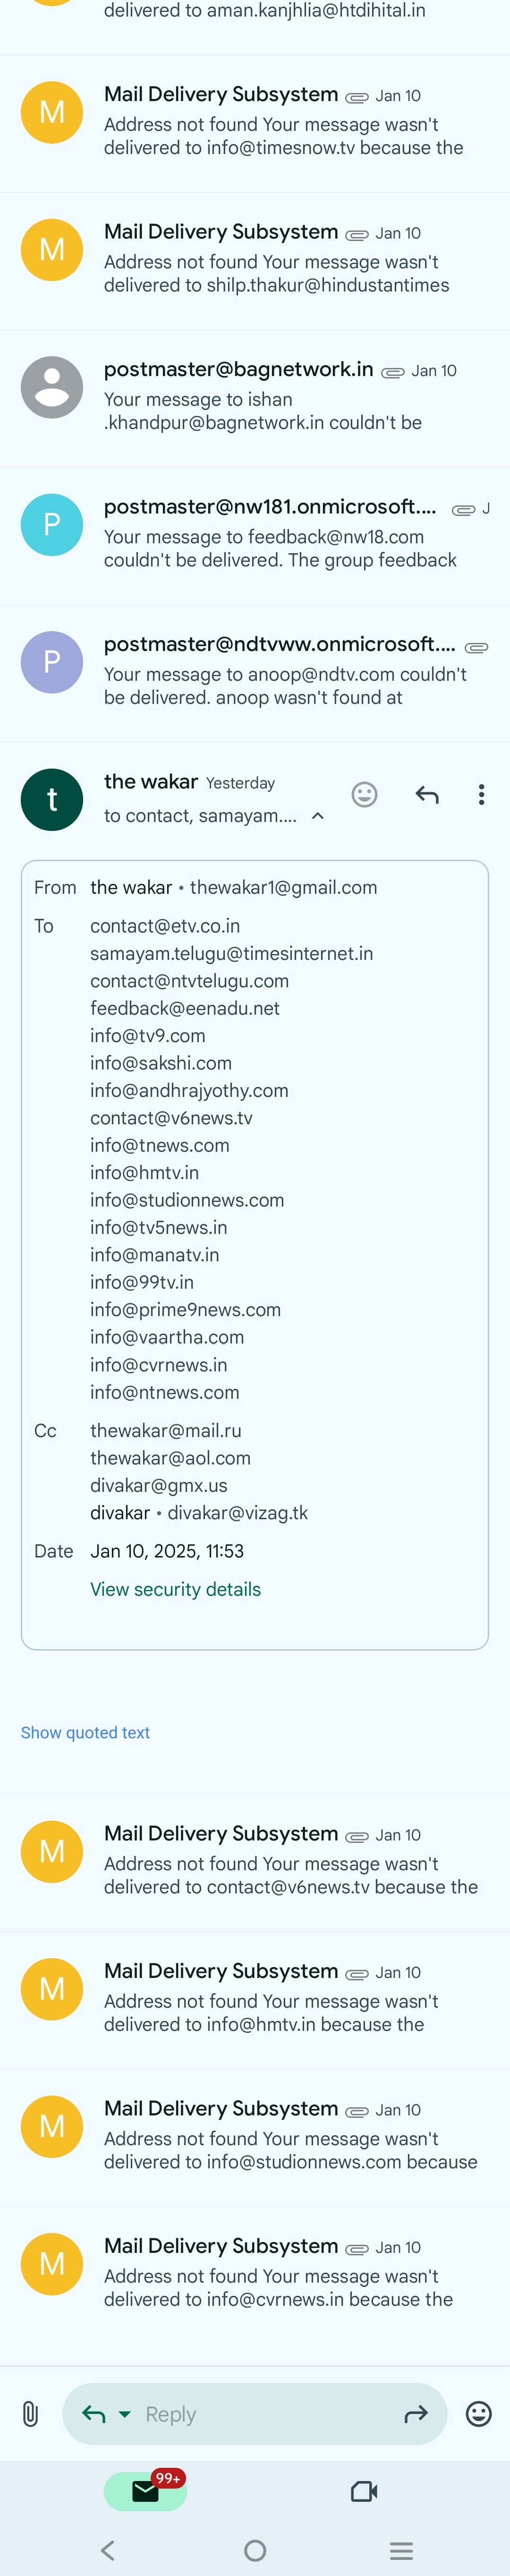 delivered to aman.kanjhlia@htdihital.in
M
Mail Delivery Subsystem Jan 10
Address not found Your message wasn't
delivered to info@timesnow.tv because the
M
Mail Delivery Subsystem Jan 10
Address not found Your message wasn't
delivered to shilp.thakur@hindustantimes
postmaster@bagnetwork.in Jan 10
Your message to ishan
.khandpur@bagnetwork.in couldn't be
P
postmaster@nw181.onmicrosoft.... J
Your message to feedback@nw18.com
couldn't be delivered. The group feedback
P
postmaster@ndtvww.onmicrosoft....
Your message to anoop@ndtv.com couldn't
be delivered. anoop wasn't found at
t
the wakar Yesterday
to contact, samayam....
From the wakar • thewakar1@gmail.com
To contact@etv.co.in
samayam.telugu@timesinternet.in
contact@ntvtelugu.com
feedback@eenadu.net
info@tv9.com
info@sakshi.com
info@andhrajyothy.com
contact@v6news.tv
info@tnews.com
info@hmtv.in
info@studionnews.com
info@tv5news.in
info@manatv.in
info@99tv.in
info@prime9news.com
info@vaartha.com
info@cvrnews.in
info@ntnews.com
Cc thewakar@mail.ru
thewakar@aol.com
divakar@gmx.us
divakar • divakar@vizag.tk
Date Jan 10, 2025, 11:53
View security details
Show quoted text
M
Mail Delivery Subsystem Jan 10
Address not found Your message wasn't
delivered to contact@v6news.tv because the
M
Mail Delivery Subsystem Jan 10
Address not found Your message wasn't
delivered to info@hmtv.in because the
M
Mail Delivery Subsystem Jan 10
Address not found Your message wasn't
delivered to info@studionnews.com because
M
Mail Delivery Subsystem Jan 10
Address not found Your message wasn't
delivered to info@cvrnews.in because the
Reply
99+